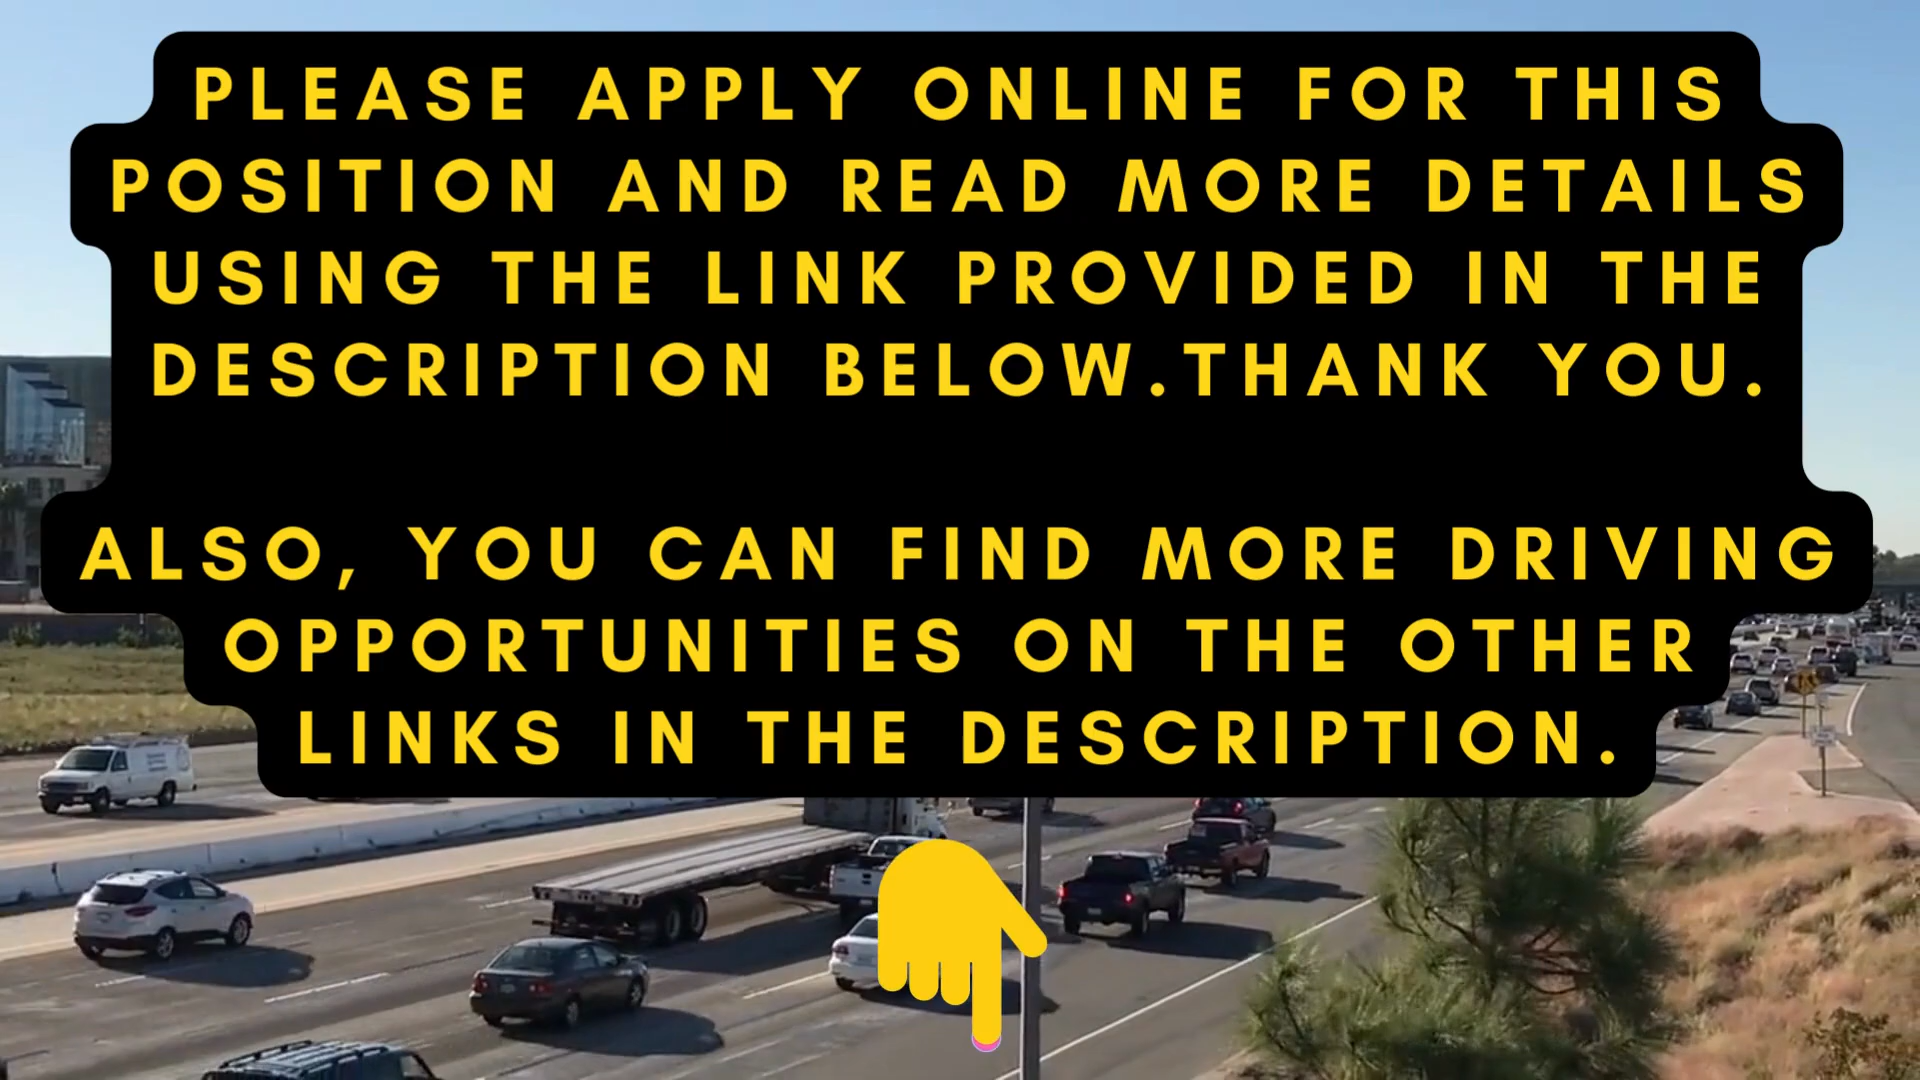 PLEASE APPLY ONLINE FOR THIS
POSITION AND READ MORE DETAILS
USING THE LINK PROVIDED IN THE
DESCRIPTION BELOW.THANK YOU.
ALSO, YOU CAN FIND MORE DRIVING
OPPORTUNITIES ON THE OTHER
LINKS IN THE DESCRIPTION.